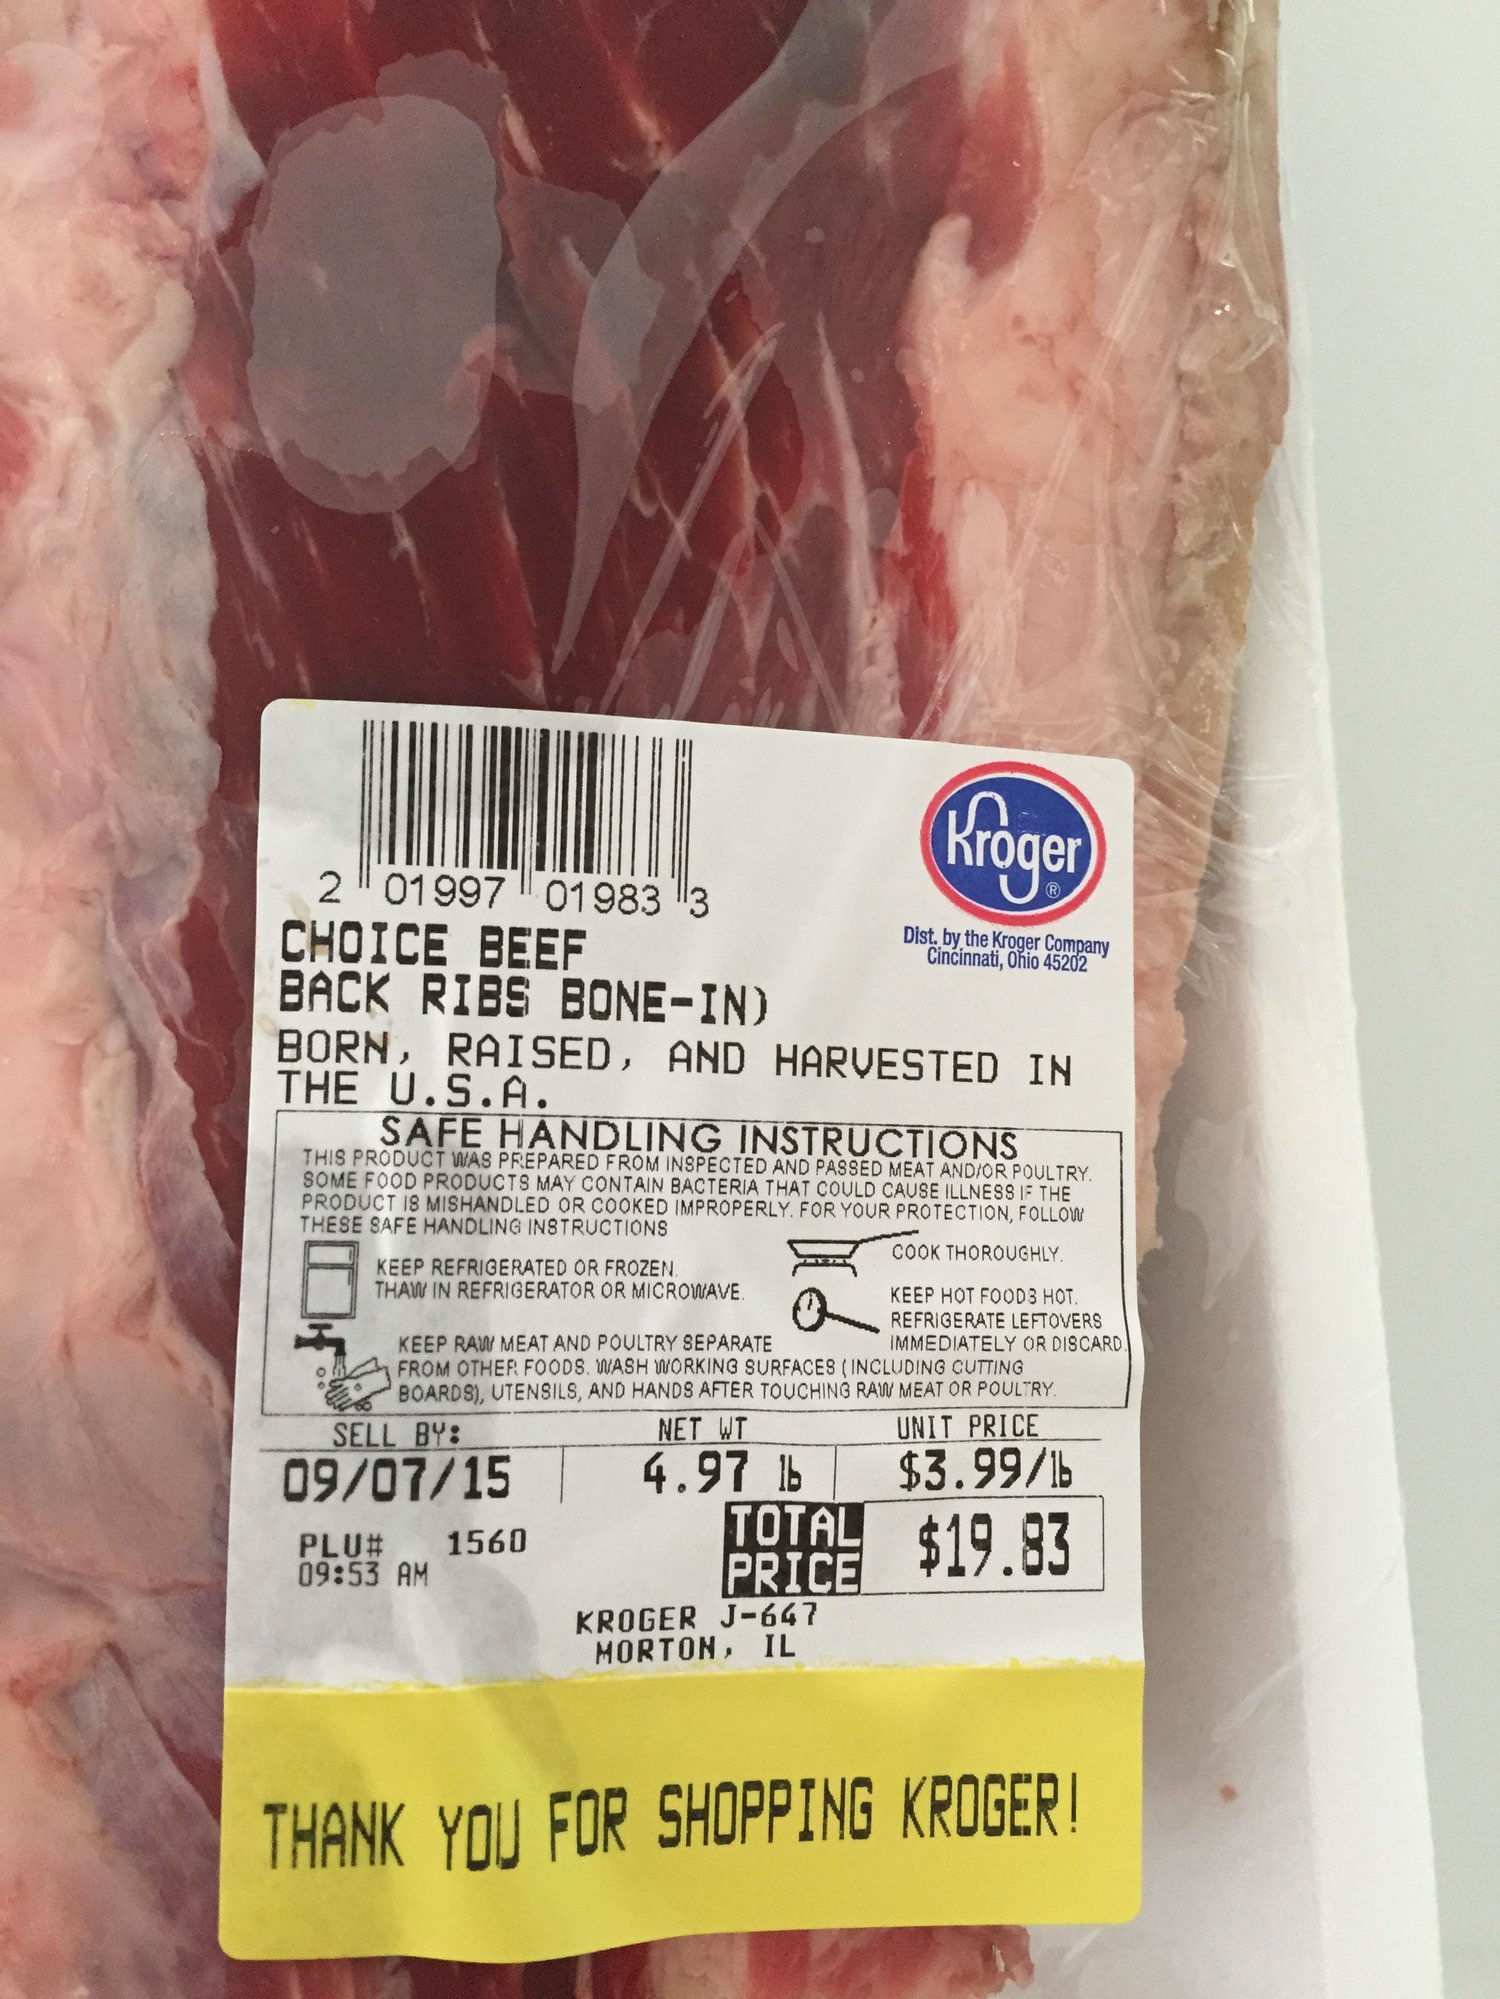 2 01997 01983 3
Kroger®
Dist. by the Kroger Company
Cincinnati, Ohio 45202
CHOICE BEEF
BACK RIBS BONE-IN)
BORN, RAISED, AND HARVESTED IN
THE U.S.A.
SAFE HANDLING INSTRUCTIONS
THIS PRODUCT WAS PREPARED FROM INSPECTED AND PASSED MEAT AND/OR POULTRY.
SOME FOOD PRODUCTS MAY CONTAIN BACTERIA THAT COULD CAUSE ILLNESS IF THE
PRODUCT IS MISHANDLED OR COOKED IMPROPERLY. FOR YOUR PROTECTION, FOLLOW
THESE SAFE HANDLING INSTRUCTIONS
KEEP REFRIGERATED OR FROZEN.
THAW IN REFRIGERATOR OR MICROWAVE.
COOK THOROUGHLY.
KEEP HOT FOODS HOT.
REFRIGERATE LEFTOVERS
IMMEDIATELY OR DISCARD
KEEP RAW MEAT AND POULTRY SEPARATE
FROM OTHER FOODS. WASH WORKING SURFACES (INCLUDING CUTTING
BOARDS), UTENSILS, AND HANDS AFTER TOUCHING RAW MEAT OR POULTRY.
SELL BY: NET WT UNIT PRICE
09/07/15 4.97 lb $3.99/lb
PLU# 1560
09:53 AM
TOTAL
PRICE
$19.83
KROGER J-647
MORTON, IL
THANK YOU FOR SHOPPING KROGER!